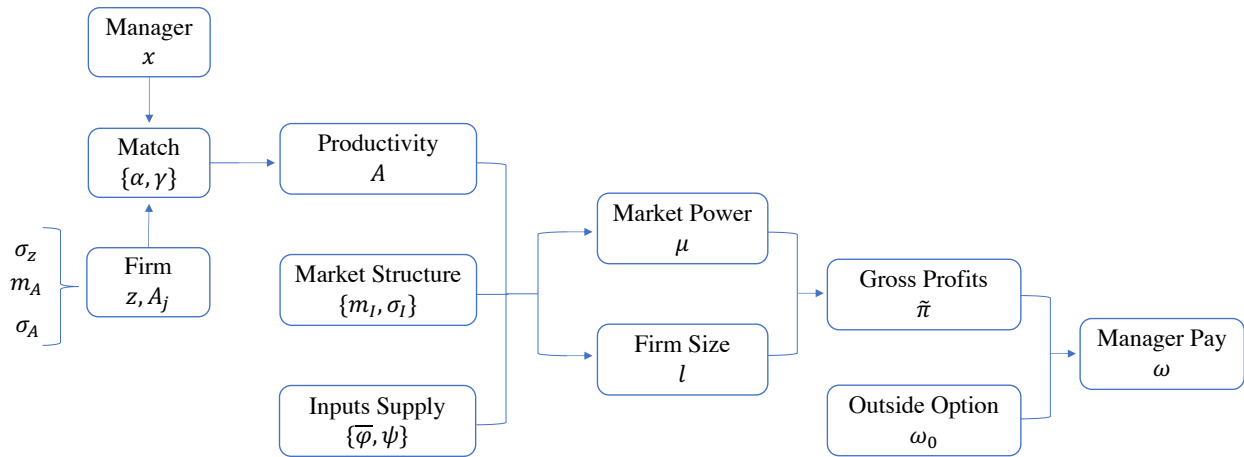 Manager
x
Match
{α, γ}
σ_z
m_A
σ_A
Firm
z, A_j
Productivity
A
Market Structure
{m_I, σ_I}
Inputs Supply
{φ̅, ψ}
Market Power
μ
Firm Size
l
Gross Profits
π̃
Outside Option
ω_0
Manager Pay
ω